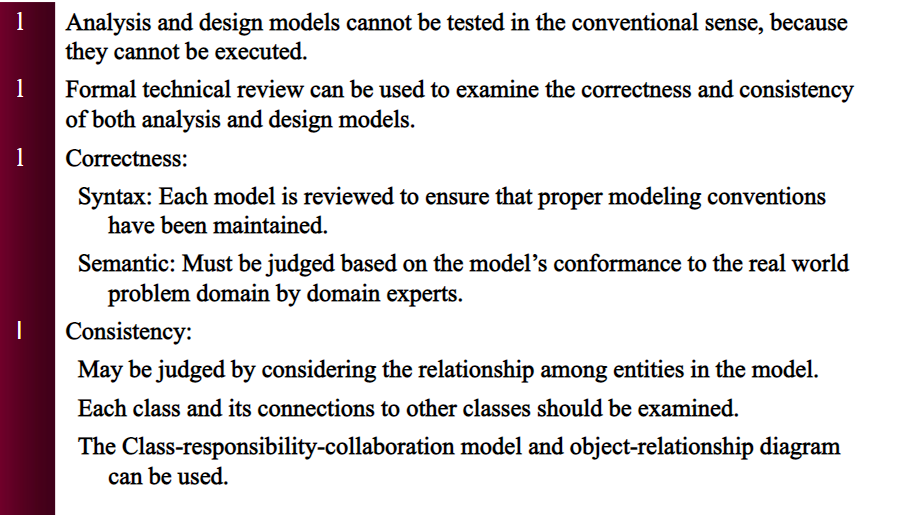 l Analysis and design models cannot be tested in the conventional sense, because
they cannot be executed.
l Formal technical review can be used to examine the correctness and consistency
of both analysis and design models.
l Correctness:
Syntax: Each model is reviewed to ensure that proper modeling conventions
have been maintained.
Semantic: Must be judged based on the model’s conformance to the real world
problem domain by domain experts.
l Consistency:
May be judged by considering the relationship among entities in the model.
Each class and its connections to other classes should be examined.
The Class-responsibility-collaboration model and object-relationship diagram
can be used.